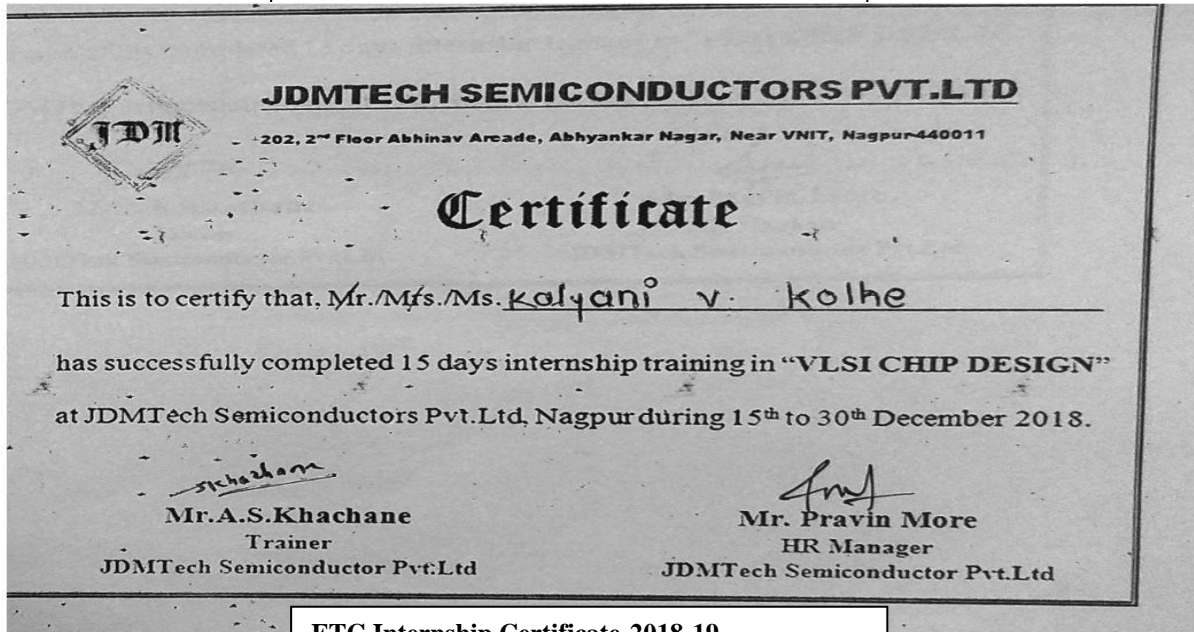 JDMTECH SEMICONDUCTORS PVT.LTD
JDM
202, 2nd Floor Abhinav Arcade, Abhyankar Nagar, Near VNIT, Nagpur-440011
Certificate
This is to certify that, Mr./Mrs./Ms. Kalyani V. Kolhe
has successfully completed 15 days internship training in “VLSI CHIP DESIGN”
at JDMTech Semiconductors Pvt.Ltd, Nagpur during 15th to 30th December 2018.
Mr.A.S.Khachane
Trainer
JDMTech Semiconductor Pvt.Ltd
Mr. Pravin More
HR Manager
JDMTech Semiconductor Pvt.Ltd
ETC Internship Certificate-2018-19